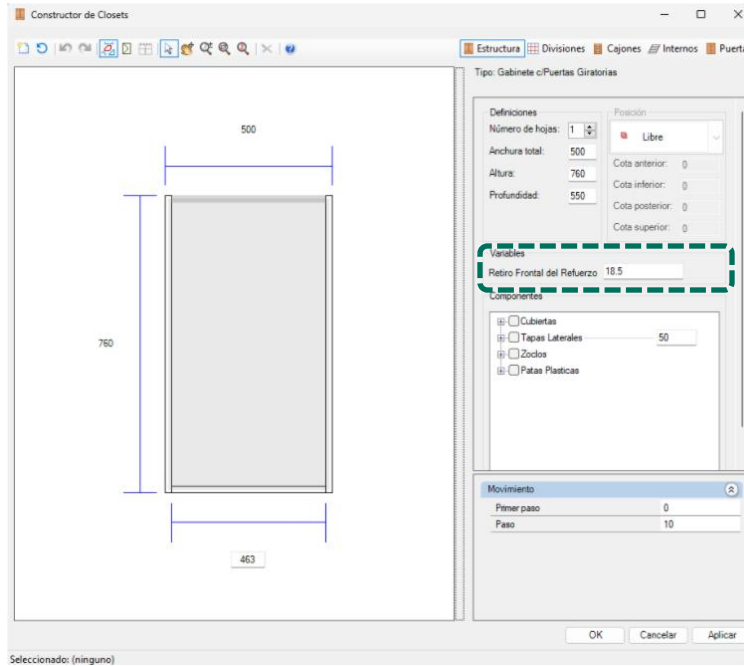 Constructor de Closets
Estructura Divisiones Cajones Internos Puerta
Tipo: Gabinete c/Puertas Giratorias
Definiciones
Número de hojas: 1
Anchura total: 500
Altura: 760
Profundidad: 550
Posición
Libre
Cota anterior: 0
Cota inferior: 0
Cota posterior: 0
Cota superior: 0
Variables
Retiro Frontal del Refuerzo 18.5
Componentes
Cubiertas
Tapas Laterales 50
Zoclos
Patas Plasticas
500
760
463
Movimiento
Primer paso 0
Paso 10
OK Cancelar Aplicar
Seleccionado: (ninguno)